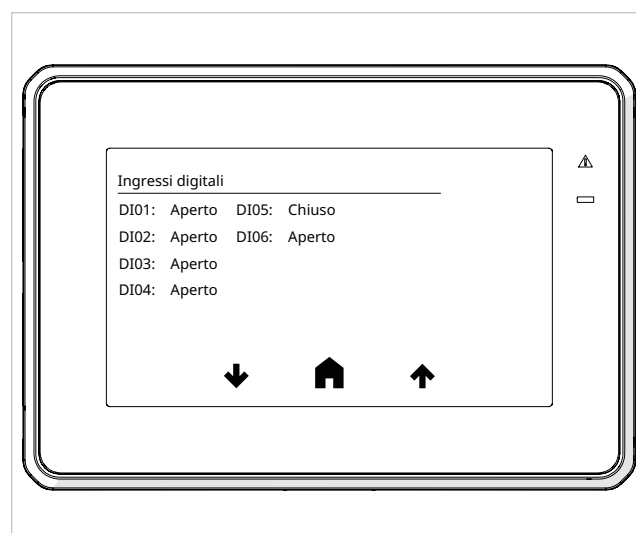 Ingressi digitali
DI01: Aperto DI05: Chiuso
DI02: Aperto DI06: Aperto
DI03: Aperto
DI04: Aperto